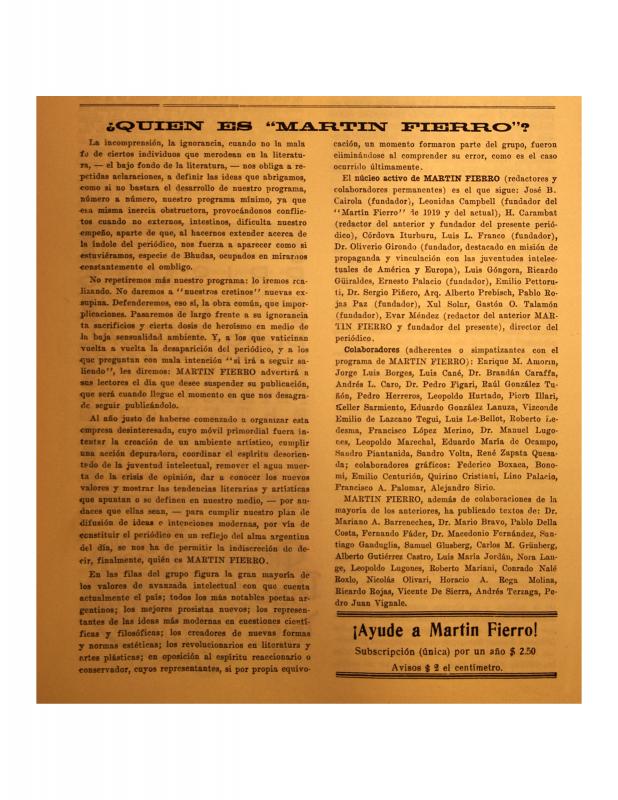 ¿QUIEN ES “MARTIN FIERRO”?
La incomprensión, la ignorancia, cuando no la mala
fo de ciertos individuos que merodean en la literatu-
ra, — el bajo fondo de la literatura, — nos obliga a re-
petidas aclaraciones, a definir las ideas que abrigamos,
como si no bastara el desarrollo de nuestro programa,
número a número, nuestro programa mínimo, ya que
esa misma inercia obstructora, provocándonos conflic-
tos cuando no externos, intestinos, dificulta nuestro
empeño, aparte de que, al hacernos extender acerca de
la índole del periódico, nos fuerza a aparecer como si
estuviéramos, especie de Bhudas, ocupados en mirarnos
constantemente el ombligo.
No repetiremos más nuestro programa: lo iremos rea-
lizando. No daremos a “nuestros cretinos” nuevas ex-
plicaciones. Pasaremos de largo frente a su ignorancia
supina. Defenderemos, eso sí, la obra común, que impor-
ta sacrificios y cierta dosis de heroísmo en medio de
la baja sensualidad ambiente. Y, a los que vaticinan
vuelta a vuelta la desaparición del periódico, y a los
que preguntan con mala intención “si irá a seguir sa-
liendo”, les diremos: MARTIN FIERRO advertirá a
sus lectores el día que desee suspender su publicación,
que será cuando llegue el momento en que nos desagra-
de seguir publicándolo.
Al año justo de haberse comenzado a organizar esta
empresa desinteresada, cuyo móvil primordial fuera in-
tentar la creación de un ambiente artístico, cumplir
una acción depuradora, coordinar el espíritu desorien-
tado de la juventud intelectual, remover el agua muer-
ta de la crisis de opinión, dar a conocer los nuevos
valores y mostrar las tendencias literarias y artísticas
que apuntan o se definen en nuestro medio, — por au-
daces que ellas sean, — para cumplir nuestro plan de
difusión de ideas e intenciones modernas, por vía de
constituir el periódico en un reflejo del alma argentina
del día, se nos ha de permitir la indiscreción de de-
cir, finalmente, quién es MARTIN FIERRO.
En las filas del grupo figura la gran mayoría de
los valores de avanzada intelectual con que cuenta
actualmente el país; todos los más notables poetas ar-
gentinos; los mejores prosistas nuevos; los represen-
tantes de las ideas más modernas en cuestiones cientí-
ficas y filosóficas; los creadores de nuevas formas
y normas estéticas; los revolucionarios en literatura y
artes plásticas; en oposición al espíritu reaccionario o
conservador, cuyos representantes, si por propia equivo-
cación, un momento formaron parte del grupo, fueron
eliminándose al comprender su error, como es el caso
ocurrido últimamente.
El núcleo activo de MARTIN FIERRO (redactores y
colaboradores permanentes) es el que sigue: José B.
Cairola (fundador), Leonidas Campbell (fundador del
“Martín Fierro” de 1919 y del actual), H. Carambat
(redactor del anterior y fundador del presente perió-
dico), Córdova Iturburu, Luis L. Franco (fundador),
Dr. Oliverio Girondo (fundador, destacado en misión de
propaganda y vinculación con las juventudes intelec-
tuales de América y Europa), Luis Góngora, Ricardo
Güiraldes, Ernesto Palacio (fundador), Emilio Pettoru-
ti, Dr. Sergio Piñero, Arq. Alberto Prebisch, Pablo Ro-
jas Paz (fundador), Xul Solar, Gastón O. Talamón
(fundador), Evar Méndez (redactor del anterior MAR-
TIN FIERRO y fundador del presente), director del
periódico.
Colaboradores (adherentes o simpatizantes con el
programa de MARTIN FIERRO): Enrique M. Amorin,
Jorge Luis Borges, Luis Cané, Dr. Brandán Caraffa,
Andrés L. Caro, Dr. Pedro Figari, Raúl González Tu-
ñón, Pedro Herreros, Leopoldo Hurtado, Piero Illari,
Keller Sarmiento, Eduardo González Lanuza, Vizconde
Emilio de Lazcano Tegui, Luis Le-Bellot, Roberto Le-
desma, Francisco López Merino, Dr. Manuel Lugo-
nes, Leopoldo Marechal, Eduardo María de Ocampo,
Sandro Piantanida, Sandro Volta, René Zapata Quesa-
da; colaboradores gráficos: Federico Boxaca, Bono-
mi, Emilio Centurión, Quirino Cristiani, Lino Palacio,
Francisco A. Palomar, Alejandro Sirio.
MARTIN FIERRO, además de colaboraciones de la
mayoría de los anteriores, ha publicado textos de: Dr.
Mariano A. Barrenechea, Dr. Mario Bravo, Pablo Della
Costa, Fernando Fáder, Dr. Macedonio Fernández, San-
tiago Ganduglia, Samuel Glusberg, Carlos M. Grünberg,
Alberto Gutiérrez Castro, Luis María Jordán, Nora Lan-
ge, Leopoldo Lugones, Roberto Mariani, Conrado Nalé
Roxlo, Nicolás Olivari, Horacio A. Rega Molina,
Ricardo Rojas, Vicente De Sierra, Andrés Terzaga, Pe-
dro Juan Vignale.
¡Ayude a Martin Fierro!
Subscripción (única) por un año $ 2.50
Avisos $ 2 el centímetro.